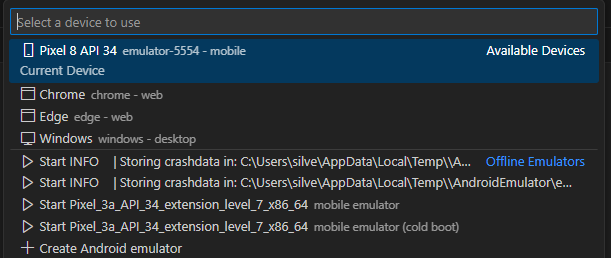 Select a device to use
Pixel 8 API 34 emulator-5554 - mobile Available Devices
Current Device
Chrome chrome - web
Edge edge - web
Windows windows - desktop
Start INFO | Storing crashdata in: C:\Users\silve\AppData\Local\Temp\\A... Offline Emulators
Start INFO | Storing crashdata in: C:\Users\silve\AppData\Local\Temp\\AndroidEmulator\e...
Start Pixel_3a_API_34_extension_level_7_x86_64 mobile emulator
Start Pixel_3a_API_34_extension_level_7_x86_64 mobile emulator (cold boot)
Create Android emulator